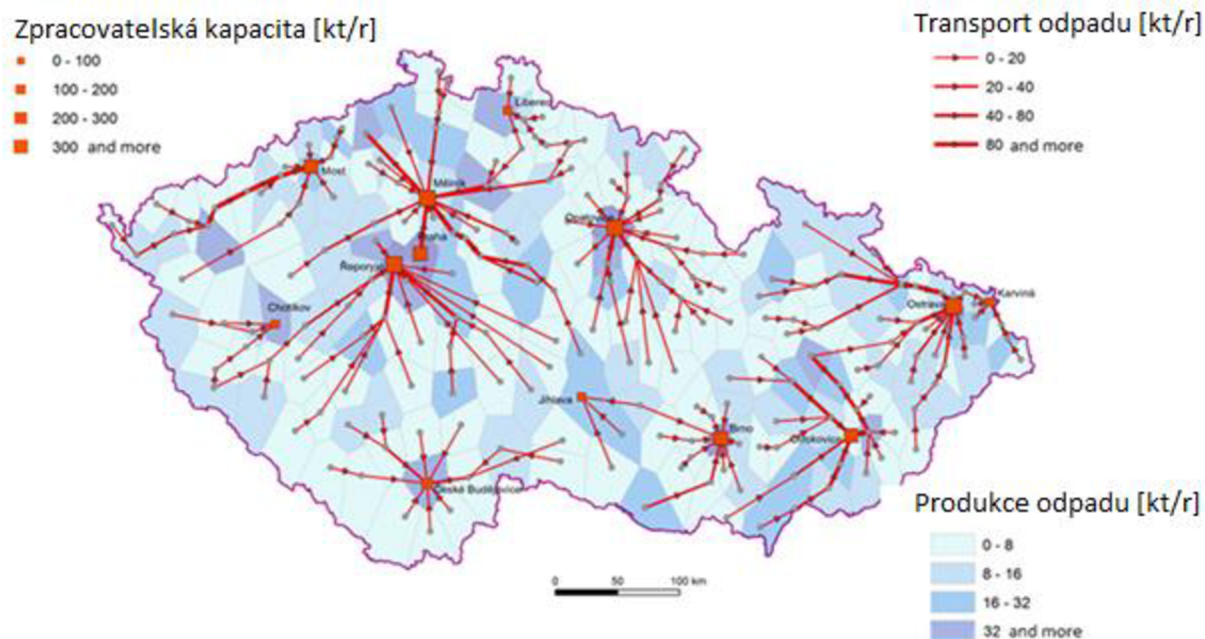 Zpracovatelská kapacita [kt/r]
0 - 100
100 - 200
200 - 300
300 and more
Transport odpadu [kt/r]
0 - 20
20 - 40
40 - 80
80 and more
Liberec
Most
Mělník
Praha
Opatovice
Řeporyje
Chotíkov
Karviná
Ostrava
Jihlava
Brno
Otrokovice
České Budějovice
Produkce odpadu [kt/r]
0 - 8
8 - 16
16 - 32
32 and more
0 50 100 km